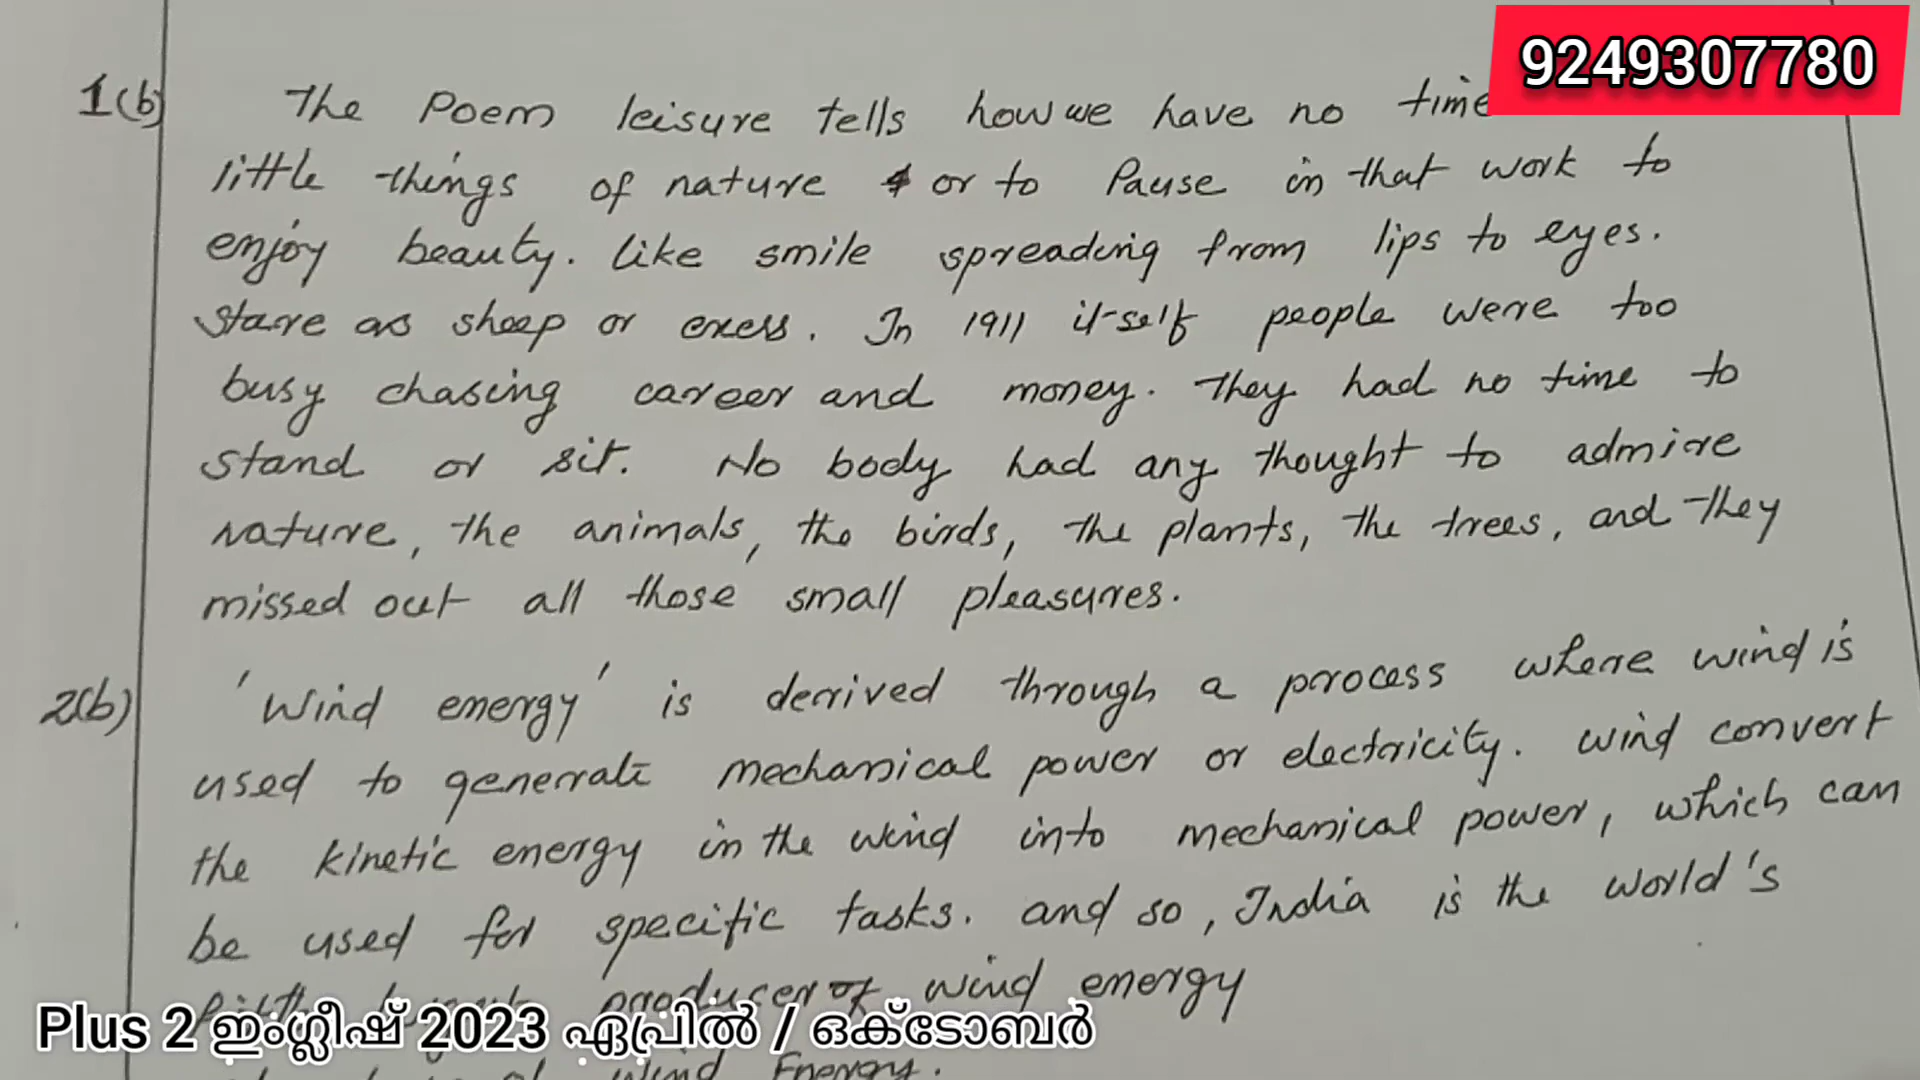 9249307780
1(b) The Poem leisure tells how we have no time
little things of nature or to Pause in that work to
enjoy beauty. Like smile spreading from lips to eyes.
stare as sheep or exess. In 1911 it-self people were too
busy chasing career and money. They had no time to
stand or sit. No body had any thought to admire
nature, the animals, the birds, the plants, the trees, and they
missed out all those small pleasures.
2(b) 'Wind energy' is derived through a process where wind is
used to generate mechanical power or electricity. wind convert
the kinetic energy in the wind into mechanical power, which can
be used for specific tasks. and so, India is the world's
producer of wind energy
Plus 2 ഇംഗ്ലീഷ് 2023 ഏപ്രിൽ / ഒക്ടോബർ
Wind Energy.